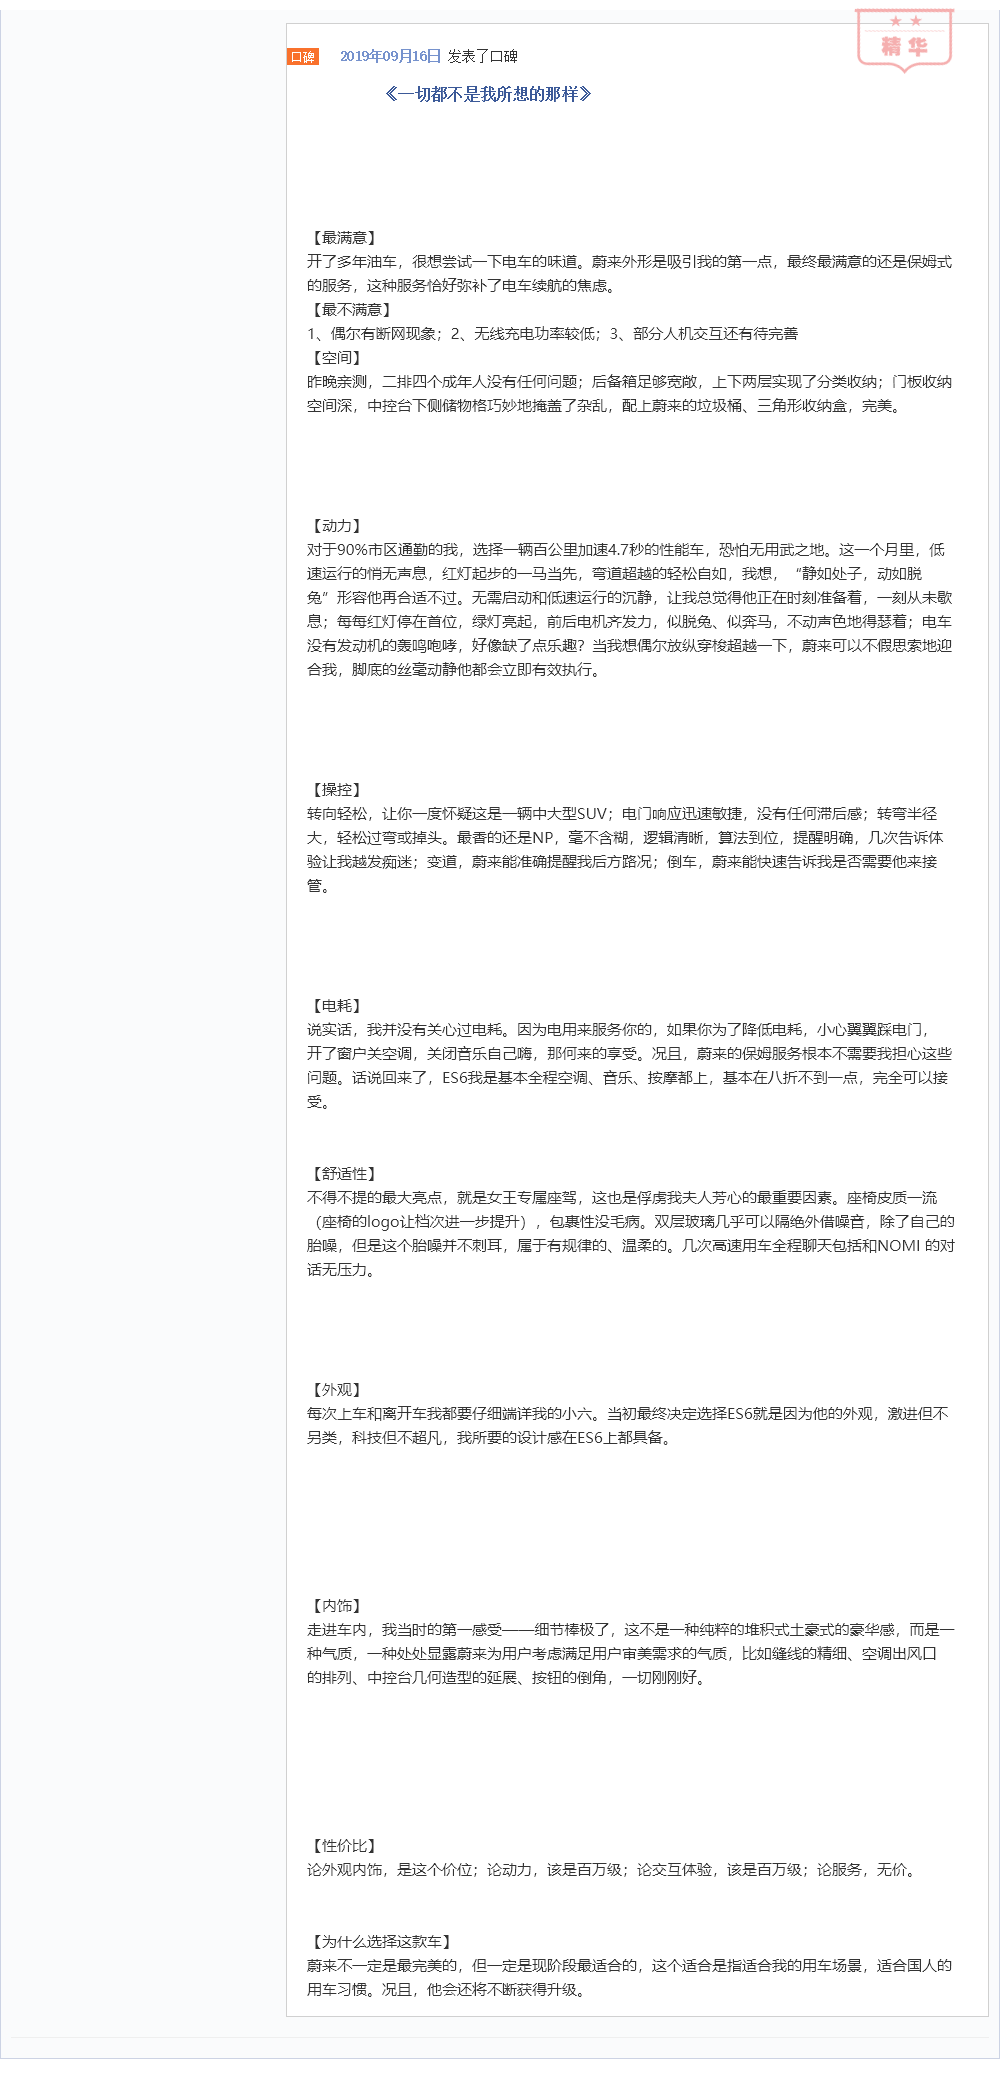 精华
口碑 2019年09月16日 发表了口碑
《一切都不是我所想的那样》
【最满意】
开了多年油车，很想尝试一下电车的味道。蔚来外形是吸引我的第一点，最终最满意的还是保姆式
的服务，这种服务恰好弥补了电车续航的焦虑。
【最不满意】
1、偶尔有断网现象；2、无线充电功率较低；3、部分人机交互还有待完善
【空间】
昨晚亲测，二排四个成年人没有任何问题；后备箱足够宽敞，上下两层实现了分类收纳；门板收纳
空间深，中控台下侧储物格巧妙地掩盖了杂乱，配上蔚来的垃圾桶、三角形收纳盒，完美。
【动力】
对于90%市区通勤的我，选择一辆百公里加速4.7秒的性能车，恐怕无用武之地。这一个月里，低
速运行的悄无声息，红灯起步的一马当先，弯道超越的轻松自如，我想，“静如处子，动如脱
兔”形容他再合适不过。无需启动和低速运行的沉静，让我总觉得他正在时刻准备着，一刻从未歇
息；每每红灯停在首位，绿灯亮起，前后电机齐发力，似脱兔、似奔马，不动声色地得瑟着；电车
没有发动机的轰鸣咆哮，好像缺了点乐趣？当我想偶尔放纵穿梭超越一下，蔚来可以不假思索地迎
合我，脚底的丝毫动静他都会立即有效执行。
【操控】
转向轻松，让你一度怀疑这是一辆中大型SUV；电门响应迅速敏捷，没有任何滞后感；转弯半径
大，轻松过弯或掉头。最香的还是NP，毫不含糊，逻辑清晰，算法到位，提醒明确，几次告诉体
验让我越发痴迷；变道，蔚来能准确提醒我后方路况；倒车，蔚来能快速告诉我是否需要他来接
管。
【电耗】
说实话，我并没有关心过电耗。因为电用来服务你的，如果你为了降低电耗，小心翼翼踩电门，
开了窗户关空调，关闭音乐自己嗨，那何来的享受。况且，蔚来的保姆服务根本不需要我担心这些
问题。话说回来了，ES6我是基本全程空调、音乐、按摩都上，基本在八折不到一点，完全可以接
受。
【舒适性】
不得不提的最大亮点，就是女王专属座驾，这也是俘虏我夫人芳心的最重要因素。座椅皮质一流
（座椅的logo让档次进一步提升），包裹性没毛病。双层玻璃几乎可以隔绝外借噪音，除了自己的
胎噪，但是这个胎噪并不刺耳，属于有规律的、温柔的。几次高速用车全程聊天包括和NOMI 的对
话无压力。
【外观】
每次上车和离开车我都要仔细端详我的小六。当初最终决定选择ES6就是因为他的外观，激进但不
另类，科技但不超凡，我所要的设计感在ES6上都具备。
【内饰】
走进车内，我当时的第一感受——细节棒极了，这不是一种纯粹的堆积式土豪式的豪华感，而是一
种气质，一种处处显露蔚来为用户考虑满足用户审美需求的气质，比如缝线的精细、空调出风口
的排列、中控台几何造型的延展、按钮的倒角，一切刚刚好。
【性价比】
论外观内饰，是这个价位；论动力，该是百万级；论交互体验，该是百万级；论服务，无价。
【为什么选择这款车】
蔚来不一定是最完美的，但一定是现阶段最适合的，这个适合是指适合我的用车场景，适合国人的
用车习惯。况且，他会还将不断获得升级。